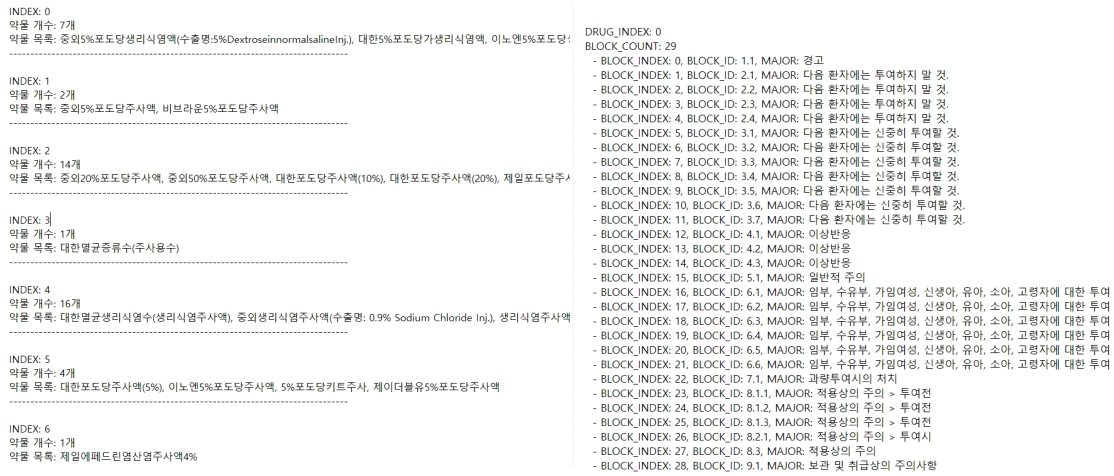 INDEX: 0
약물 개수: 7개
약물 목록: 중외5%포도당생리식염액(수출명:5%DextroseinnormalsalineInj.), 대한5%포도당가생리식염액, 이노엔5%포도당
--------------------------------------------------------------------------------
INDEX: 1
약물 개수: 2개
약물 목록: 중외5%포도당주사액, 비브라운5%포도당주사액
--------------------------------------------------------------------------------
INDEX: 2
약물 개수: 14개
약물 목록: 중외20%포도당주사액, 중외50%포도당주사액, 대한포도당주사액(10%), 대한포도당주사액(20%), 제일포도당주
--------------------------------------------------------------------------------
INDEX: 3
약물 개수: 1개
약물 목록: 대한멸균증류수(주사용수)
--------------------------------------------------------------------------------
INDEX: 4
약물 개수: 16개
약물 목록: 대한멸균생리식염수(생리식염주사액), 중외생리식염주사액(수출명: 0.9% Sodium Chloride Inj.), 생리식염주사액
--------------------------------------------------------------------------------
INDEX: 5
약물 개수: 4개
약물 목록: 대한포도당주사액(5%), 이노엔5%포도당주사액, 5%포도당키트주사, 제이더블유5%포도당주사액
--------------------------------------------------------------------------------
INDEX: 6
약물 개수: 1개
약물 목록: 제일에페드린염산염주사액4%
DRUG_INDEX: 0
BLOCK_COUNT: 29
- BLOCK_INDEX: 0, BLOCK_ID: 1.1, MAJOR: 경고
- BLOCK_INDEX: 1, BLOCK_ID: 2.1, MAJOR: 다음 환자에는 투여하지 말 것.
- BLOCK_INDEX: 2, BLOCK_ID: 2.2, MAJOR: 다음 환자에는 투여하지 말 것.
- BLOCK_INDEX: 3, BLOCK_ID: 2.3, MAJOR: 다음 환자에는 투여하지 말 것.
- BLOCK_INDEX: 4, BLOCK_ID: 2.4, MAJOR: 다음 환자에는 투여하지 말 것.
- BLOCK_INDEX: 5, BLOCK_ID: 3.1, MAJOR: 다음 환자에는 신중히 투여할 것.
- BLOCK_INDEX: 6, BLOCK_ID: 3.2, MAJOR: 다음 환자에는 신중히 투여할 것.
- BLOCK_INDEX: 7, BLOCK_ID: 3.3, MAJOR: 다음 환자에는 신중히 투여할 것.
- BLOCK_INDEX: 8, BLOCK_ID: 3.4, MAJOR: 다음 환자에는 신중히 투여할 것.
- BLOCK_INDEX: 9, BLOCK_ID: 3.5, MAJOR: 다음 환자에는 신중히 투여할 것.
- BLOCK_INDEX: 10, BLOCK_ID: 3.6, MAJOR: 다음 환자에는 신중히 투여할 것.
- BLOCK_INDEX: 11, BLOCK_ID: 3.7, MAJOR: 다음 환자에는 신중히 투여할 것.
- BLOCK_INDEX: 12, BLOCK_ID: 4.1, MAJOR: 이상반응
- BLOCK_INDEX: 13, BLOCK_ID: 4.2, MAJOR: 이상반응
- BLOCK_INDEX: 14, BLOCK_ID: 4.3, MAJOR: 이상반응
- BLOCK_INDEX: 15, BLOCK_ID: 5.1, MAJOR: 일반적 주의
- BLOCK_INDEX: 16, BLOCK_ID: 6.1, MAJOR: 임부, 수유부, 가임여성, 신생아, 유아, 소아, 고령자에 대한 투여
- BLOCK_INDEX: 17, BLOCK_ID: 6.2, MAJOR: 임부, 수유부, 가임여성, 신생아, 유아, 소아, 고령자에 대한 투여
- BLOCK_INDEX: 18, BLOCK_ID: 6.3, MAJOR: 임부, 수유부, 가임여성, 신생아, 유아, 소아, 고령자에 대한 투여
- BLOCK_INDEX: 19, BLOCK_ID: 6.4, MAJOR: 임부, 수유부, 가임여성, 신생아, 유아, 소아, 고령자에 대한 투여
- BLOCK_INDEX: 20, BLOCK_ID: 6.5, MAJOR: 임부, 수유부, 가임여성, 신생아, 유아, 소아, 고령자에 대한 투여
- BLOCK_INDEX: 21, BLOCK_ID: 6.6, MAJOR: 임부, 수유부, 가임여성, 신생아, 유아, 소아, 고령자에 대한 투여
- BLOCK_INDEX: 22, BLOCK_ID: 7.1, MAJOR: 과량투여시의 처치
- BLOCK_INDEX: 23, BLOCK_ID: 8.1.1, MAJOR: 적용상의 주의 > 투여전
- BLOCK_INDEX: 24, BLOCK_ID: 8.1.2, MAJOR: 적용상의 주의 > 투여전
- BLOCK_INDEX: 25, BLOCK_ID: 8.1.3, MAJOR: 적용상의 주의 > 투여전
- BLOCK_INDEX: 26, BLOCK_ID: 8.2.1, MAJOR: 적용상의 주의 > 투여시
- BLOCK_INDEX: 27, BLOCK_ID: 8.3, MAJOR: 적용상의 주의
- BLOCK_INDEX: 28, BLOCK_ID: 9.1, MAJOR: 보관 및 취급상의 주의사항